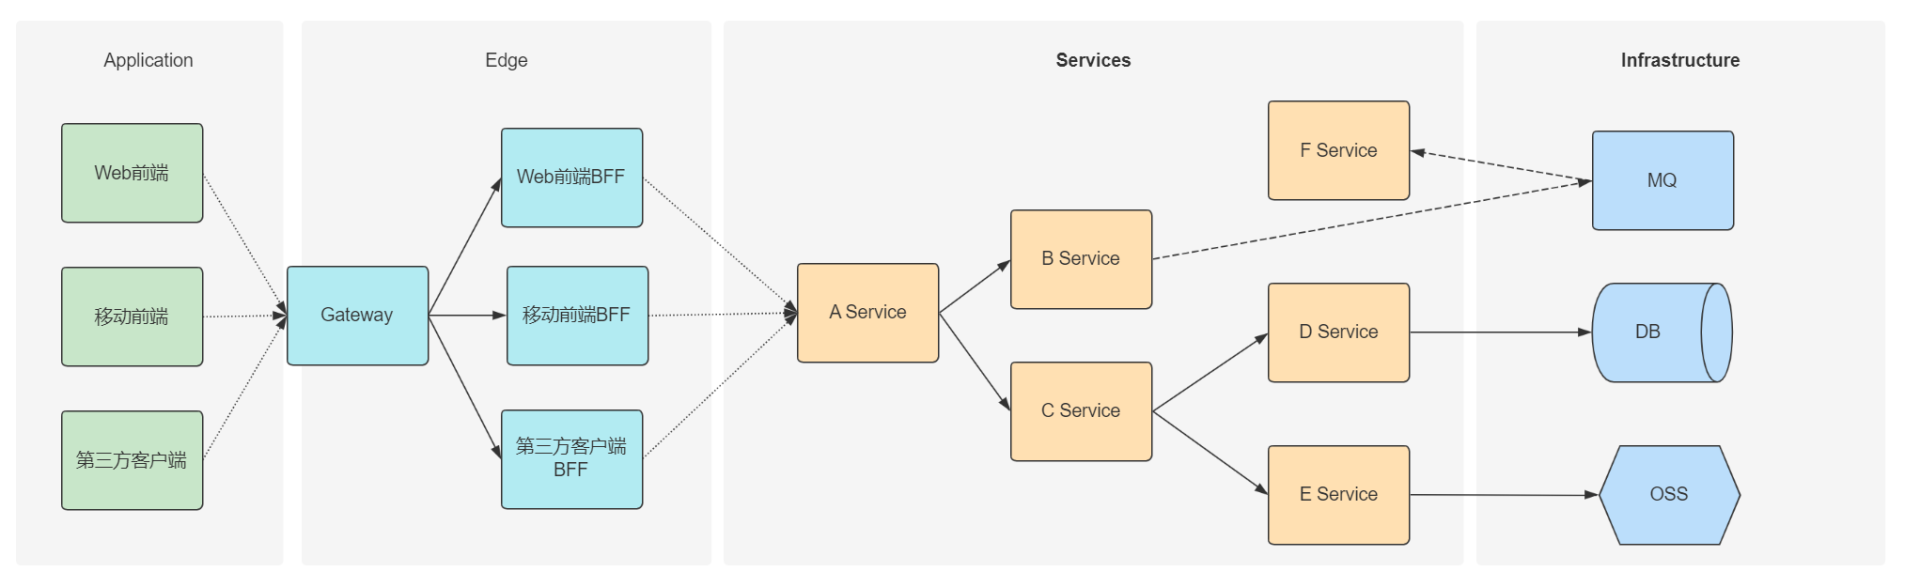 Application
Edge
Services
Infrastructure
Web前端
移动前端
第三方客户端
Gateway
Web前端BFF
移动前端BFF
第三方客户端
BFF
A Service
B Service
C Service
F Service
D Service
E Service
MQ
DB
OSS